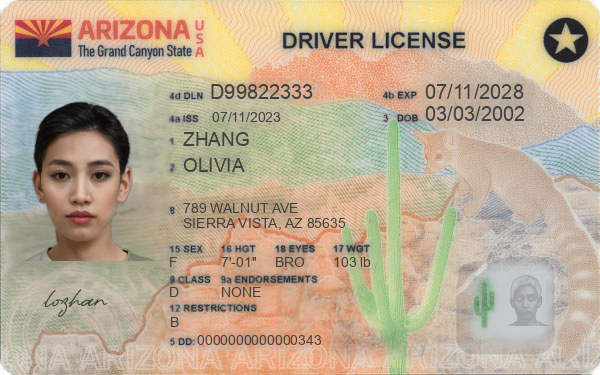 ARIZONA USA
The Grand Canyon State
DRIVER LICENSE
4d DLN D99822333
4b EXP 07/11/2028
4a ISS 07/11/2023
3 DOB 03/03/2002
1 ZHANG
2 OLIVIA
8 789 WALNUT AVE
SIERRA VISTA, AZ 85635
15 SEX 16 HGT 18 EYES 17 WGT
F 7'-01" BRO 103 lb
9 CLASS 9a ENDORSEMENTS
D NONE
12 RESTRICTIONS
B
5 DD: 0000000000000343
lozhan
ONA ARIZONA ARIZONA ARIZONA ARIZONA